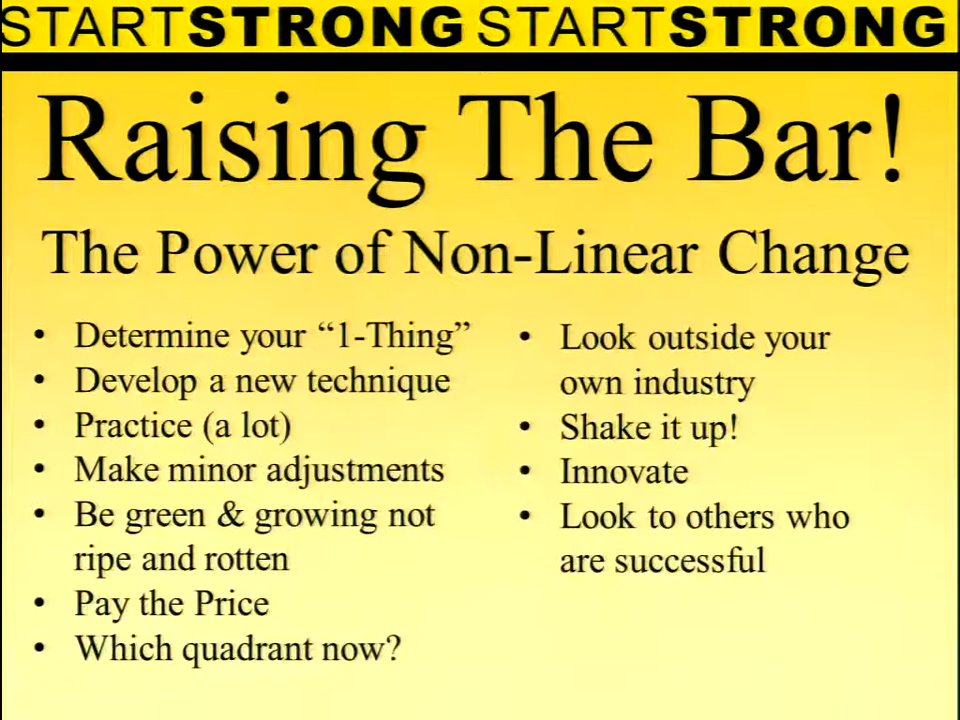 STARTSTRONG STARTSTRONG
Raising The Bar!
The Power of Non-Linear Change
• Determine your “1-Thing”
• Develop a new technique
• Practice (a lot)
• Make minor adjustments
• Be green & growing not
ripe and rotten
• Pay the Price
• Which quadrant now?
• Look outside your
own industry
• Shake it up!
• Innovate
• Look to others who
are successful